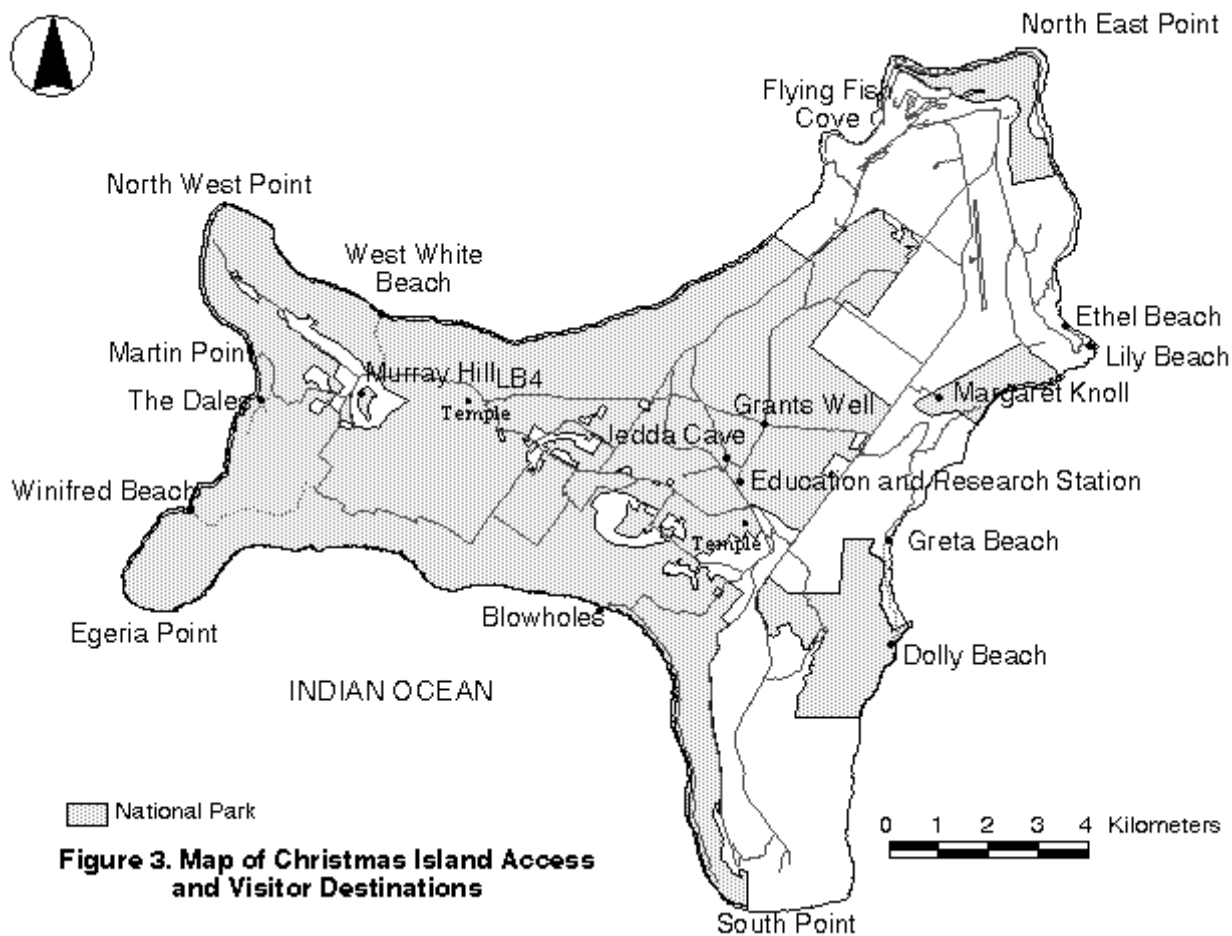 North East Point
Flying Fish
Cove
North West Point
West White
Beach
Ethel Beach
Martin Point
Lily Beach
Murray Hill
LB4
The Dales
Margaret Knoll
Temple
Grants Well
Jedda Cave
Education and Research Station
Winifred Beach
Temple
Greta Beach
Blowholes
Egeria Point
Dolly Beach
INDIAN OCEAN
National Park
0 1 2 3 4 Kilometers
Figure 3. Map of Christmas Island Access
and Visitor Destinations
South Point